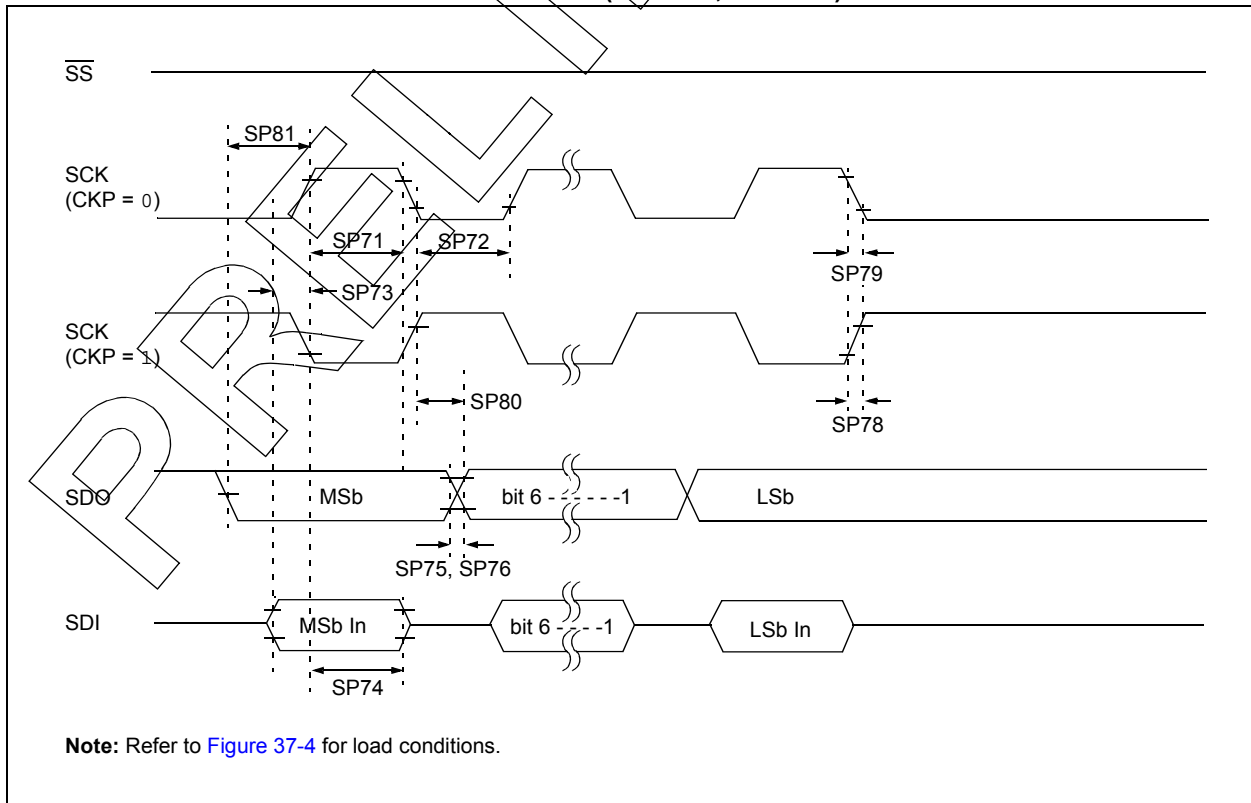 SS
SP81
SCK
(CKP = 0)
SP71
SP72
SP79
SP73
SCK
(CKP = 1)
SP80
SP78
SDO
MSb
bit 6 - - - - - -1
LSb
SP75, SP76
SDI
MSb In
bit 6 - - - -1
LSb In
SP74
Note: Refer to Figure 37-4 for load conditions.